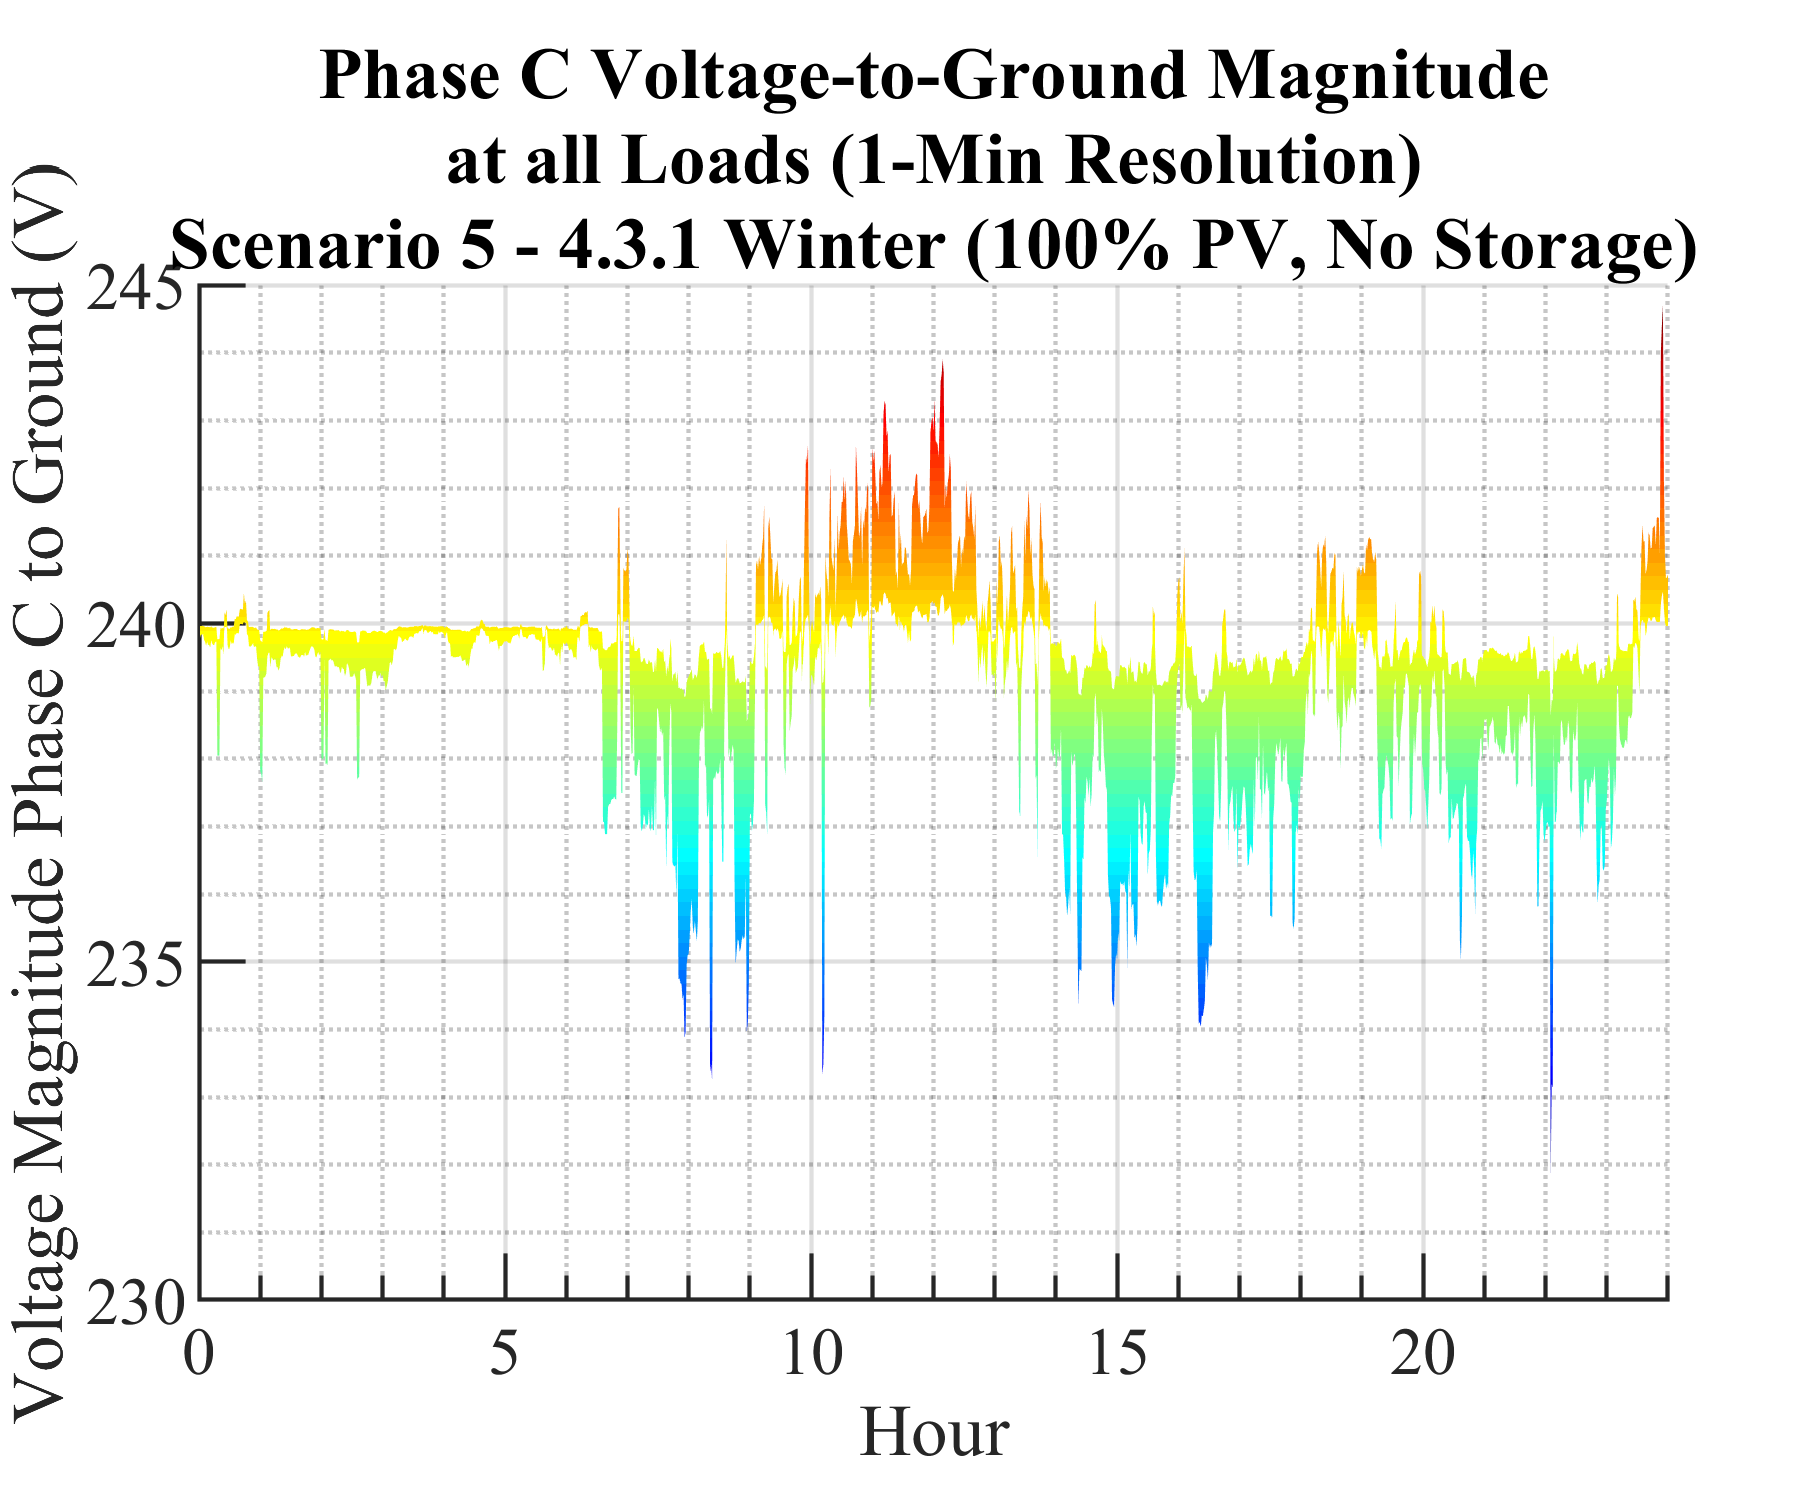 Phase C Voltage-to-Ground Magnitude
at all Loads (1-Min Resolution)
Scenario 5 - 4.3.1 Winter (100% PV, No Storage)
Voltage Magnitude Phase C to Ground (V)
245
240
235
230
0
5
10
15
20
Hour